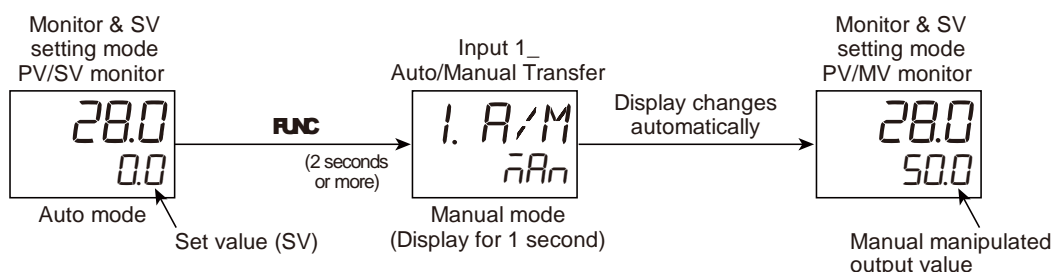 Monitor & SV
setting mode
PV/SV monitor
28.0
0.0
Auto mode
Set value (SV)
FUNC
(2 seconds
or more)
Input 1_
Auto/Manual Transfer
1. A/M
mAn
Manual mode
(Display for 1 second)
Display changes
automatically
Monitor & SV
setting mode
PV/MV monitor
28.0
50.0
Manual manipulated
output value